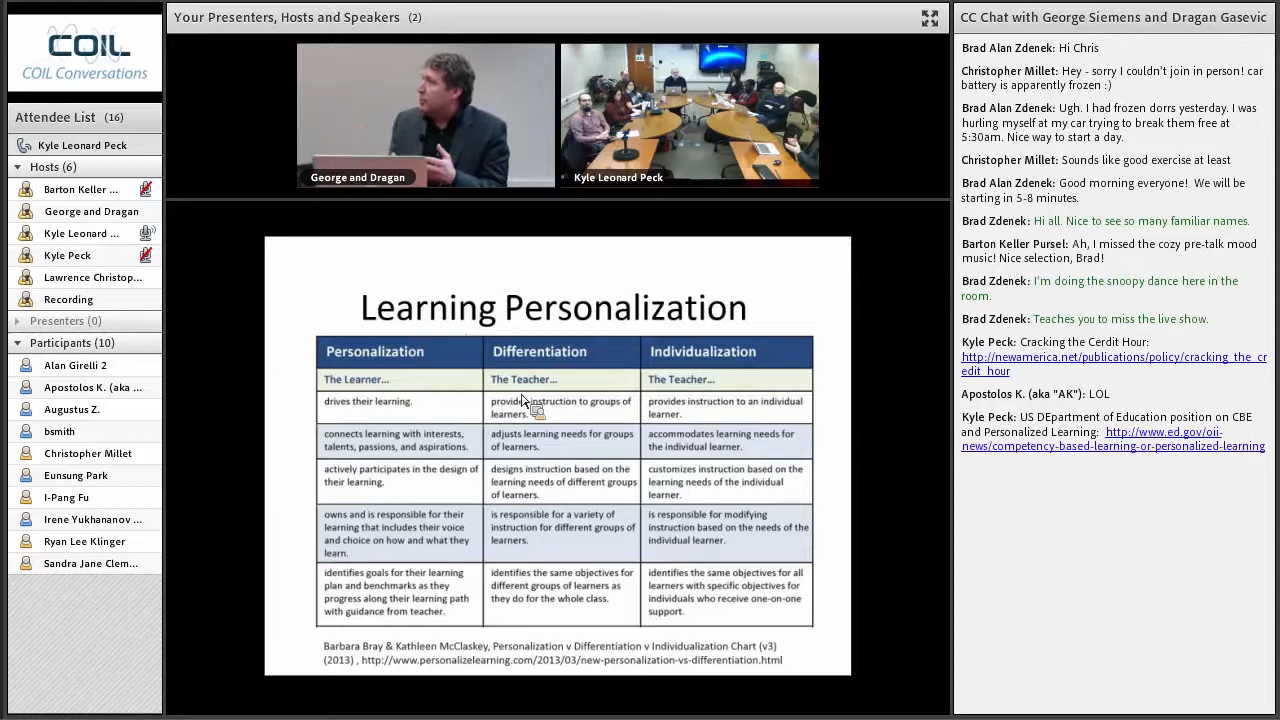 COIL
COIL Conversations
Attendee List (16)
Kyle Leonard Peck
Hosts (6)
Barton Keller ...
George and Dragan
Kyle Leonard ...
Kyle Peck
Lawrence Christop...
Recording
Presenters (0)
Participants (10)
Alan Girelli 2
Apostolos K. (aka ...
Augustus Z.
bsmith
Christopher Millet
Eunsung Park
I-Pang Fu
Irene Yukhananov ...
Ryan Lee Klinger
Sandra Jane Clem...
Your Presenters, Hosts and Speakers (2)
George and Dragan
Kyle Leonard Peck
Learning Personalization
Personalization Differentiation Individualization
The Learner... The Teacher... The Teacher...
drives their learning.
provides instruction to groups of
learners.
provides instruction to an individual
learner.
connects learning with interests,
talents, passions, and aspirations.
adjusts learning needs for groups
of learners.
accommodates learning needs for
the individual learner.
actively participates in the design of
their learning.
designs instruction based on the
learning needs of different groups
of learners.
customizes instruction based on the
learning needs of the individual
learner.
owns and is responsible for their
learning that includes their voice
and choice on how and what they
learn.
is responsible for a variety of
instruction for different groups of
learners.
is responsible for modifying
instruction based on the needs of the
individual learner.
identifies goals for their learning
plan and benchmarks as they
progress along their learning path
with guidance from teacher.
identifies the same objectives for
different groups of learners as
they do for the whole class.
identifies the same objectives for all
learners with specific objectives for
individuals who receive one-on-one
support.
Barbara Bray & Kathleen McClaskey, Personalization v Differentiation v Individualization Chart (v3)
(2013) , http://www.personalizelearning.com/2013/03/new-personalization-vs-differentiation.html
CC Chat with George Siemens and Dragan Gasevic
Brad Alan Zdenek: Hi Chris
Christopher Millet: Hey - sorry I couldn't join in person! car
battery is apparently frozen :)
Brad Alan Zdenek: Ugh. I had frozen dorrs yesterday. I was
hurling myself at my car trying to break them free at
5:30am. Nice way to start a day.
Christopher Millet: Sounds like good exercise at least
Brad Alan Zdenek: Good morning everyone! We will be
starting in 5-8 minutes.
Brad Zdenek: Hi all. Nice to see so many familiar names.
Barton Keller Pursel: Ah, I missed the cozy pre-talk mood
music! Nice selection, Brad!
Brad Zdenek: I'm doing the snoopy dance here in the
room.
Brad Zdenek: Teaches you to miss the live show.
Kyle Peck: Cracking the Cerdit Hour:
http://newamerica.net/publications/policy/cracking_the_cr
edit_hour
Apostolos K. (aka "AK"): LOL
Kyle Peck: US DEpartment of Education position on CBE
and Personalized Learning: http://www.ed.gov/oii-
news/competency-based-learning-or-personalized-learning